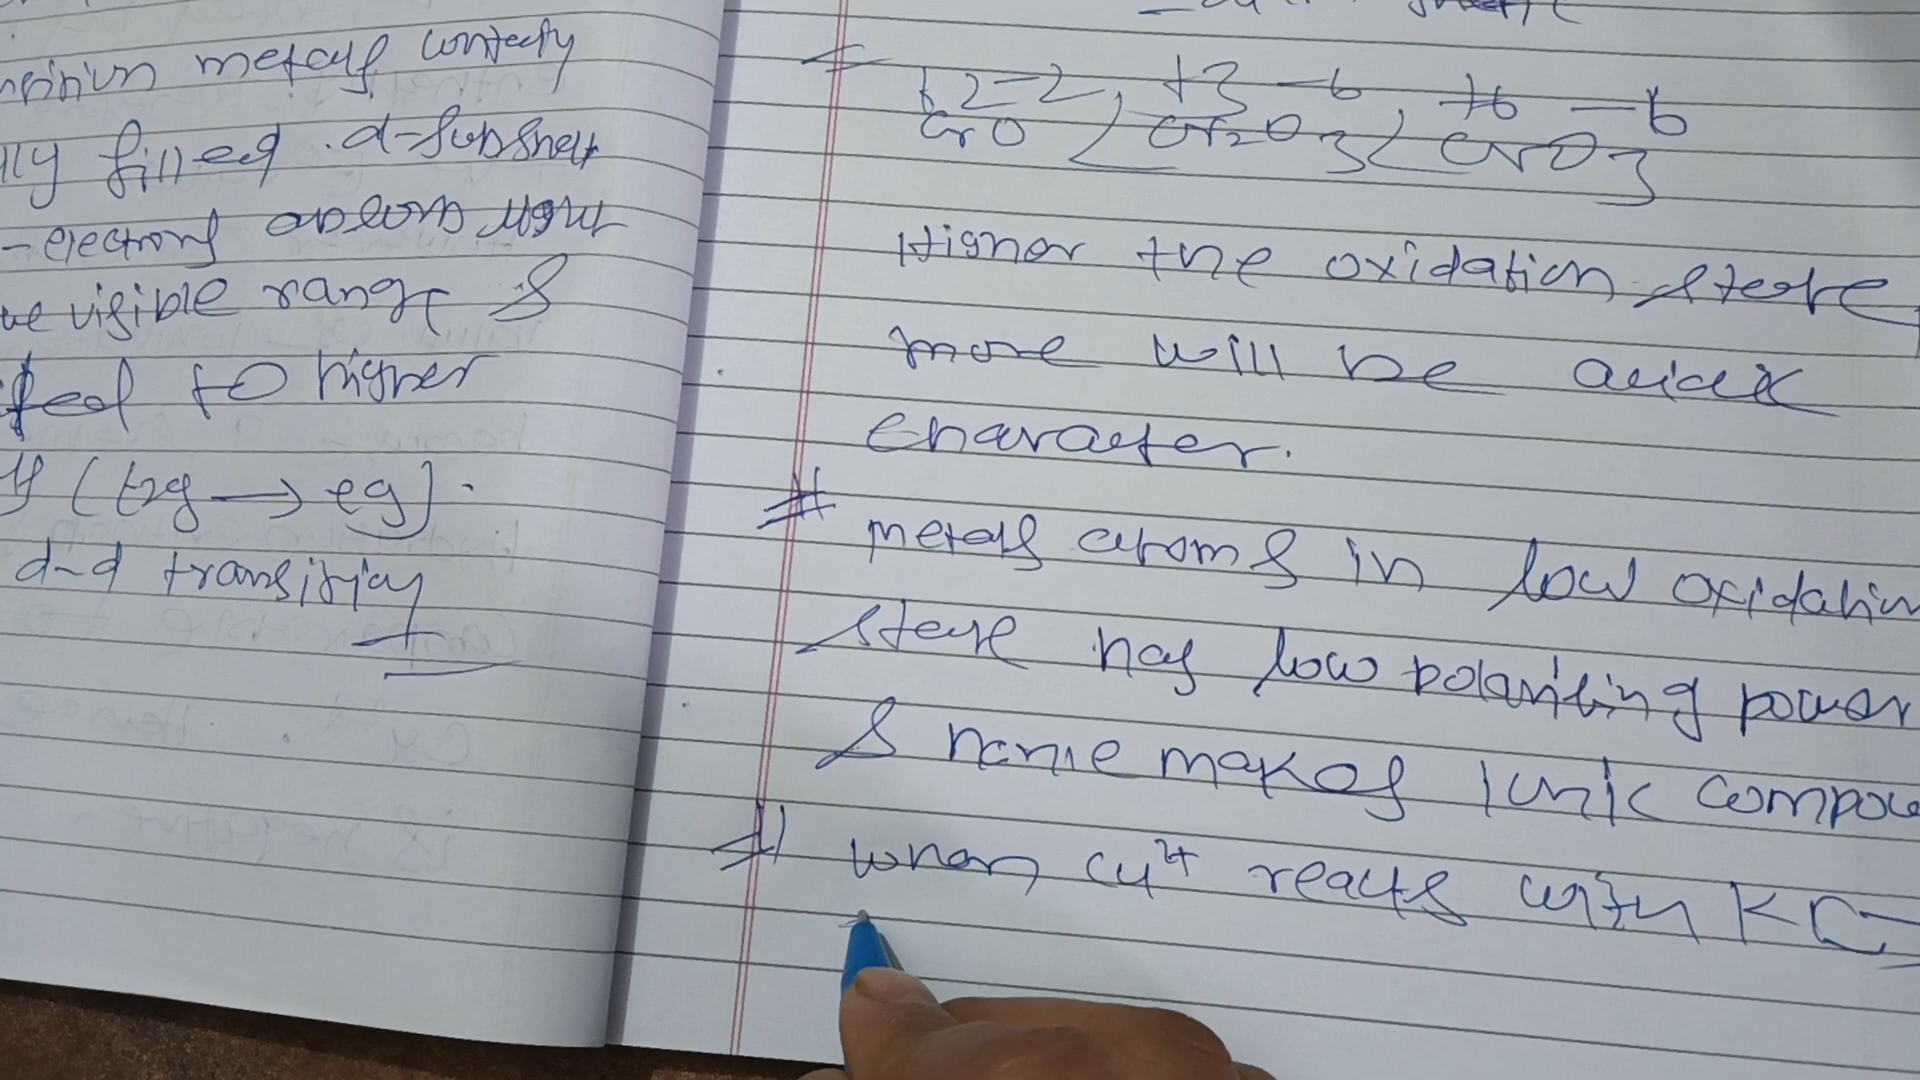 metals
filled d-subshell
-electrons absorb light
visible range &
to higher
(t2g → eg).
d-d transition
+2 -2, +3 -6, +6 -6
CrO < Cr2O3 < CrO3
Higher the oxidation state,
more will be acidic
character.
# metals atoms in low oxidation
state has low polarising power
& hence makes ionic compou
# when Cu2+ reacts with KC